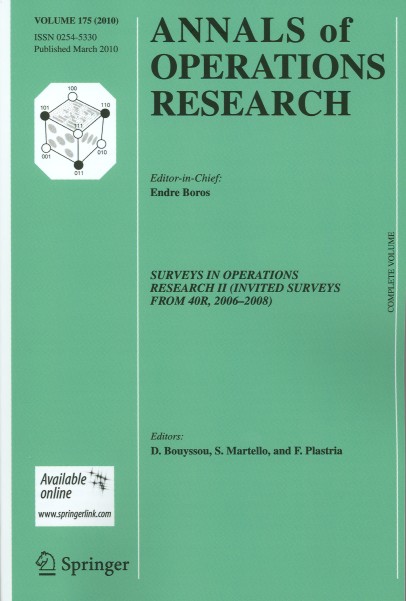 VOLUME 175 (2010)
ISSN 0254-5330
Published March 2010
100
101
110
111
001
010
011
ANNALS of
OPERATIONS
RESEARCH
Editor-in-Chief:
Endre Boros
SURVEYS IN OPERATIONS
RESEARCH II (INVITED SURVEYS
FROM 4OR, 2006–2008)
COMPLETE VOLUME
Editors:
D. Bouyssou, S. Martello, and F. Plastria
Available
online
www.springerlink.com
Springer